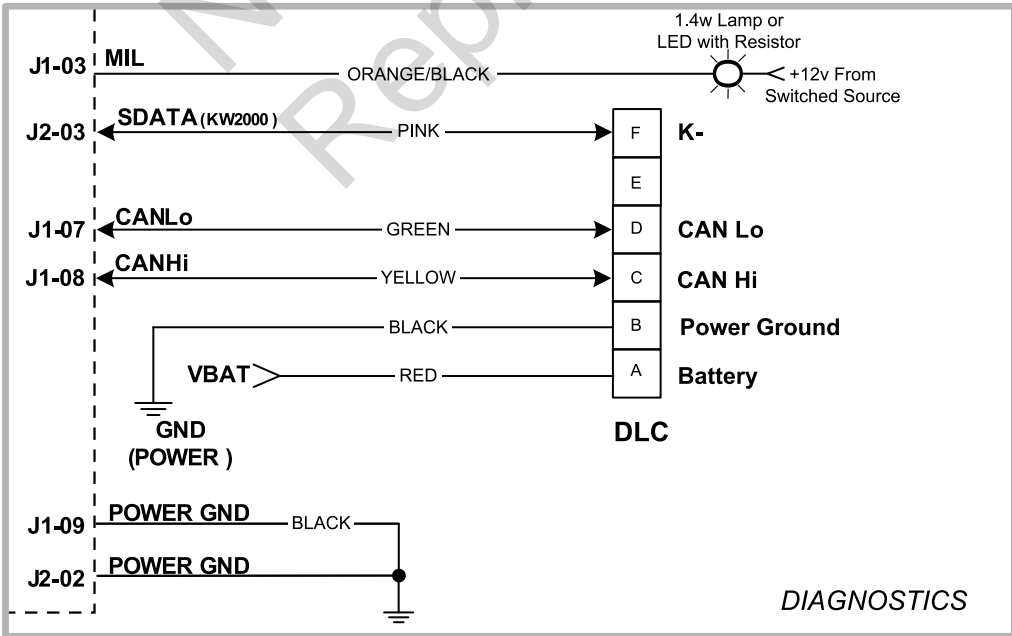 1.4w Lamp or
LED with Resistor
J1-03 MIL
ORANGE/BLACK
+12v From
Switched Source
J2-03 SDATA (KW2000 ) PINK F K-
E
J1-07 CANLo GREEN D CAN Lo
J1-08 CANHi YELLOW C CAN Hi
BLACK B Power Ground
VBAT RED A Battery
GND
(POWER )
DLC
J1-09 POWER GND BLACK
J2-02 POWER GND
DIAGNOSTICS